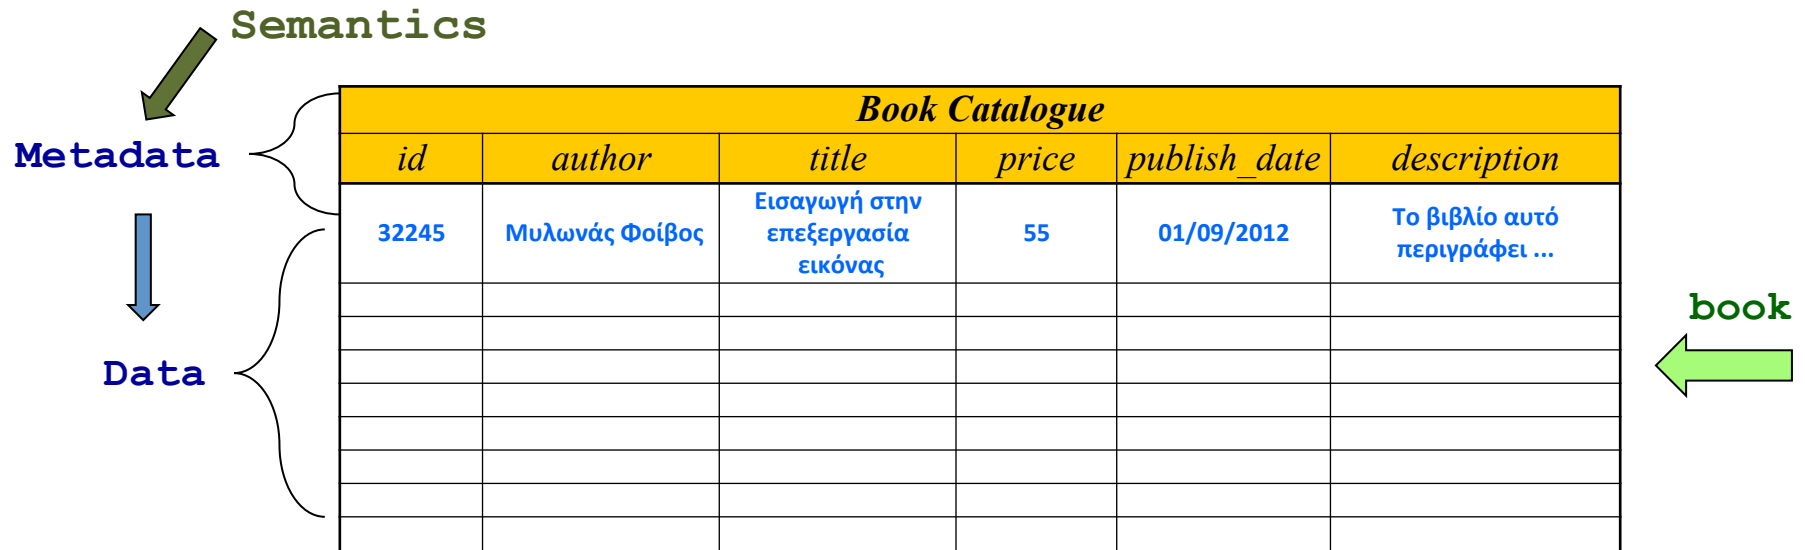 Semantics
Book Catalogue
Metadata
id author title price publish_date description
32245 Μυλωνάς Φοίβος Εισαγωγή στην επεξεργασία εικόνας 55 01/09/2012 Το βιβλίο αυτό περιγράφει ...
book
Data